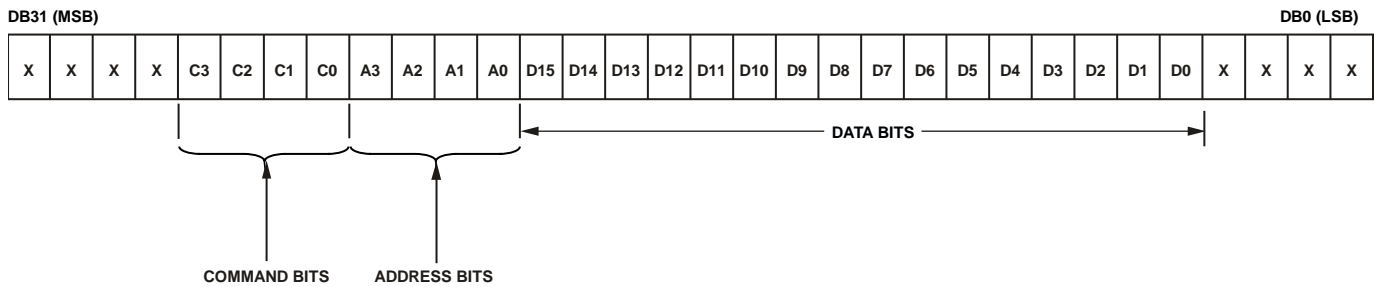 DB31 (MSB) DB0 (LSB)
X X X X C3 C2 C1 C0 A3 A2 A1 A0 D15 D14 D13 D12 D11 D10 D9 D8 D7 D6 D5 D4 D3 D2 D1 D0 X X X X
DATA BITS
COMMAND BITS ADDRESS BITS